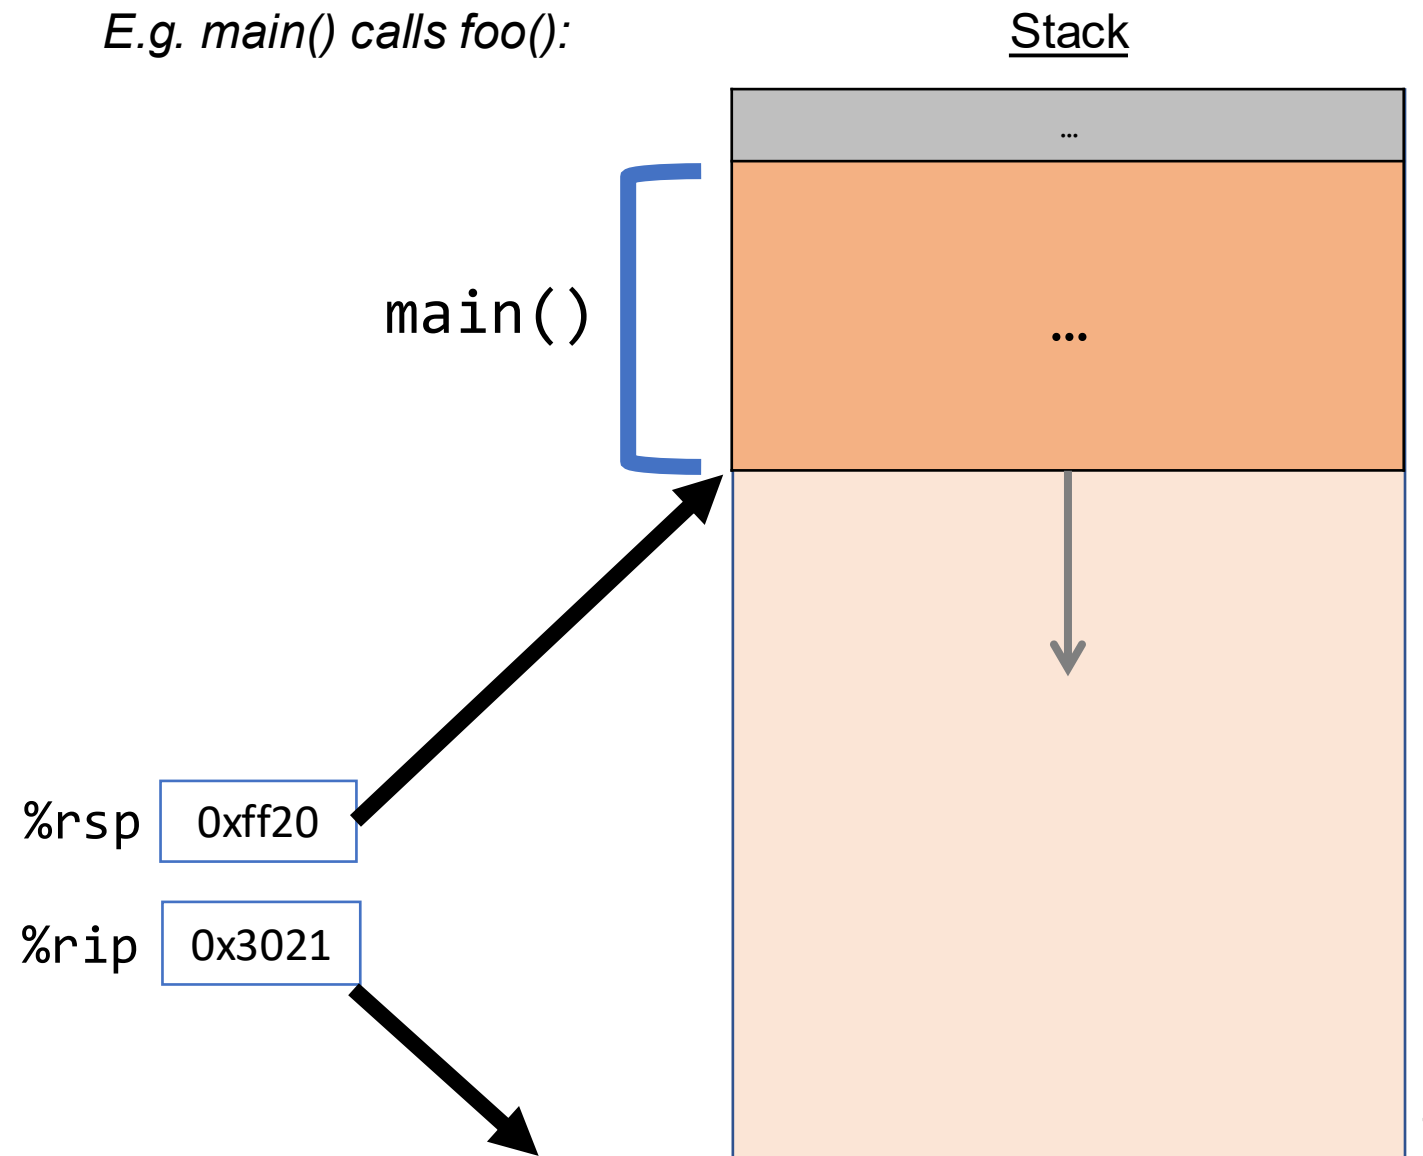 E.g. main() calls foo():
Stack
...
main()
...
%rsp 0xff20
%rip 0x3021